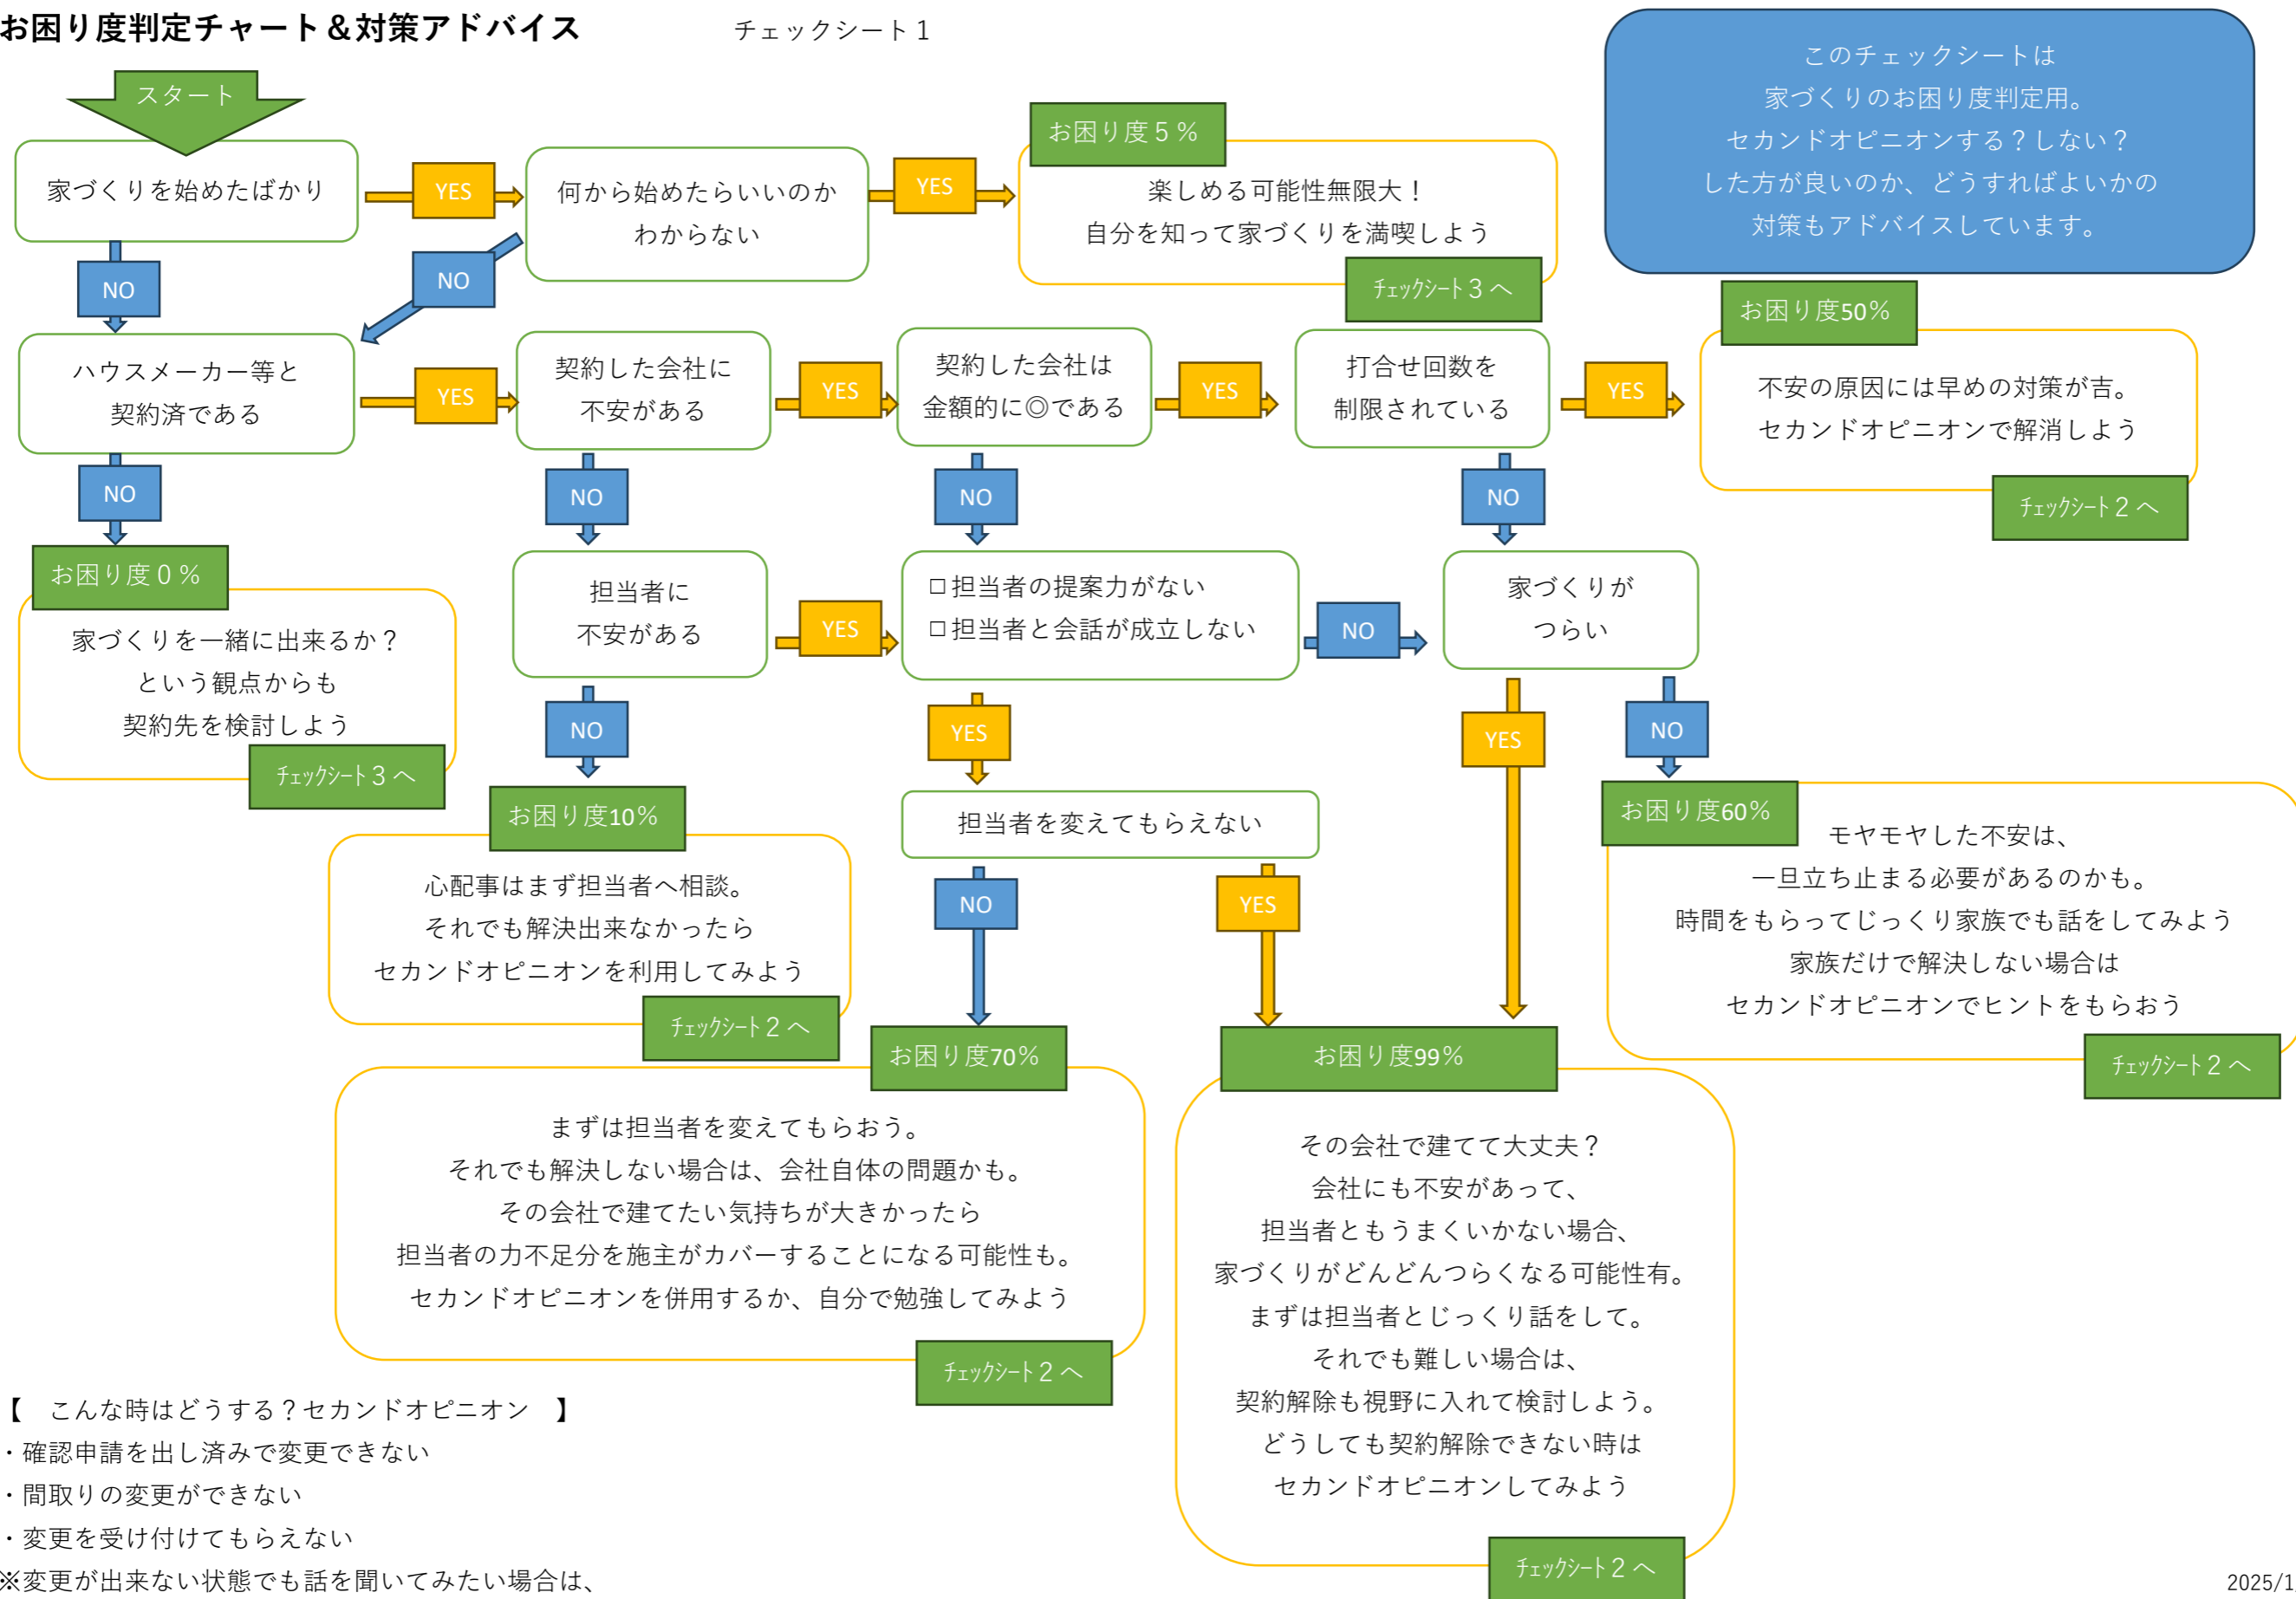 お困り度判定チャート＆対策アドバイス
チェックシート１
このチェックシートは
家づくりのお困り度判定用。
セカンドオピニオンする？しない？
した方が良いのか、どうすればよいかの
対策もアドバイスしています。
スタート
家づくりを始めたばかり
YES
何から始めたらいいのか
わからない
YES
お困り度５％
楽しめる可能性無限大！
自分を知って家づくりを満喫しよう
ﾁｪｯｸｼｰﾄ３へ
NO
NO
ハウスメーカー等と
契約済である
YES
契約した会社に
不安がある
YES
契約した会社は
金額的に◎である
YES
打合せ回数を
制限されている
YES
お困り度50％
不安の原因には早めの対策が吉。
セカンドオピニオンで解消しよう
ﾁｪｯｸｼｰﾄ２へ
NO
NO
NO
NO
お困り度０％
家づくりを一緒に出来るか？
という観点からも
契約先を検討しよう
ﾁｪｯｸｼｰﾄ３へ
担当者に
不安がある
YES
□担当者の提案力がない
□担当者と会話が成立しない
NO
家づくりが
つらい
NO
YES
YES
NO
お困り度10％
心配事はまず担当者へ相談。
それでも解決出来なかったら
セカンドオピニオンを利用してみよう
ﾁｪｯｸｼｰﾄ２へ
担当者を変えてもらえない
NO
YES
お困り度60％
モヤモヤした不安は、
一旦立ち止まる必要があるのかも。
時間をもらってじっくり家族でも話をしてみよう
家族だけで解決しない場合は
セカンドオピニオンでヒントをもらおう
ﾁｪｯｸｼｰﾄ２へ
お困り度70％
まずは担当者を変えてもらおう。
それでも解決しない場合は、会社自体の問題かも。
その会社で建てたい気持ちが大きかったら
担当者の力不足分を施主がカバーすることになる可能性も。
セカンドオピニオンを併用するか、自分で勉強してみよう
ﾁｪｯｸｼｰﾄ２へ
お困り度99％
その会社で建てて大丈夫？
会社にも不安があって、
担当者ともうまくいかない場合、
家づくりがどんどんつらくなる可能性有。
まずは担当者とじっくり話をして。
それでも難しい場合は、
契約解除も視野に入れて検討しよう。
どうしても契約解除できない時は
セカンドオピニオンしてみよう
ﾁｪｯｸｼｰﾄ２へ
【　こんな時はどうする？セカンドオピニオン　】
・確認申請を出し済みで変更できない
・間取りの変更ができない
・変更を受け付けてもらえない
※変更が出来ない状態でも話を聞いてみたい場合は、
2025/1